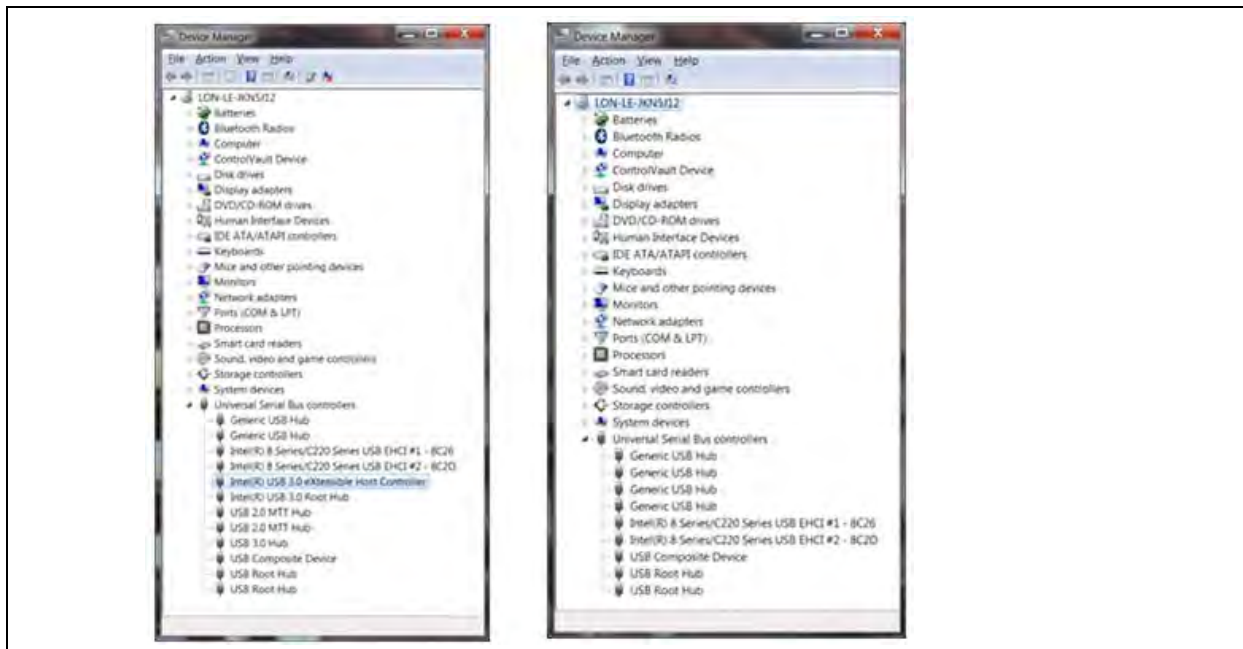 Device Manager
File Action View Help
LON-LE-JKNSJ12
Batteries
Bluetooth Radios
Computer
ControlVault Device
Disk drives
Display adapters
DVD/CD-ROM drives
Human Interface Devices
IDE ATA/ATAPI controllers
Keyboards
Mice and other pointing devices
Monitors
Network adapters
Ports (COM & LPT)
Processors
Smart card readers
Sound, video and game controllers
Storage controllers
System devices
Universal Serial Bus controllers
Generic USB Hub
Generic USB Hub
Intel(R) 8 Series/C220 Series USB EHCI #1 - 8C26
Intel(R) 8 Series/C220 Series USB EHCI #2 - 8C2D
Intel(R) USB 3.0 eXtensible Host Controller
Intel(R) USB 3.0 Root Hub
USB 2.0 MTT Hub
USB 2.0 MTT Hub
USB 3.0 Hub
USB Composite Device
USB Root Hub
USB Root Hub
Device Manager
File Action View Help
LON-LE-JKNSJ12
Batteries
Bluetooth Radios
Computer
ControlVault Device
Disk drives
Display adapters
DVD/CD-ROM drives
Human Interface Devices
IDE ATA/ATAPI controllers
Keyboards
Mice and other pointing devices
Monitors
Network adapters
Ports (COM & LPT)
Processors
Smart card readers
Sound, video and game controllers
Storage controllers
System devices
Universal Serial Bus controllers
Generic USB Hub
Generic USB Hub
Generic USB Hub
Generic USB Hub
Intel(R) 8 Series/C220 Series USB EHCI #1 - 8C26
Intel(R) 8 Series/C220 Series USB EHCI #2 - 8C2D
USB Composite Device
USB Root Hub
USB Root Hub